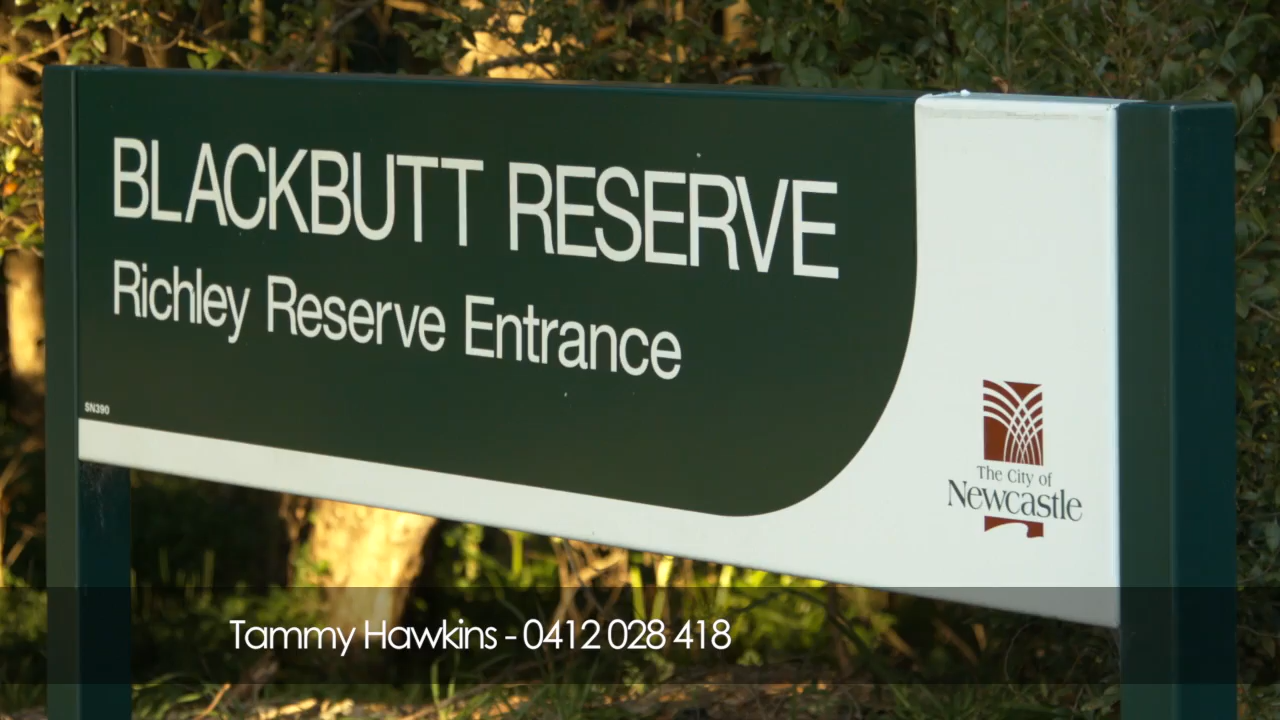 BLACKBUTT RESERVE
Richley Reserve Entrance
SN390
The City of
Newcastle
Tammy Hawkins - 0412 028 418